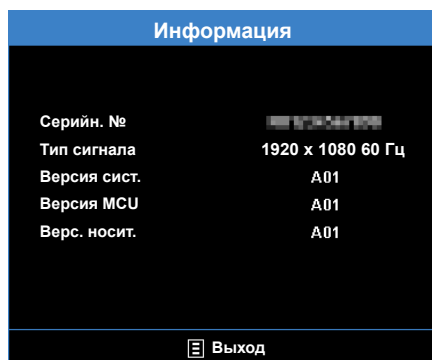 Информация
Серийн. №
Тип сигнала 1920 x 1080 60 Гц
Версия сист. A01
Версия MCU A01
Верс. носит. A01
Выход